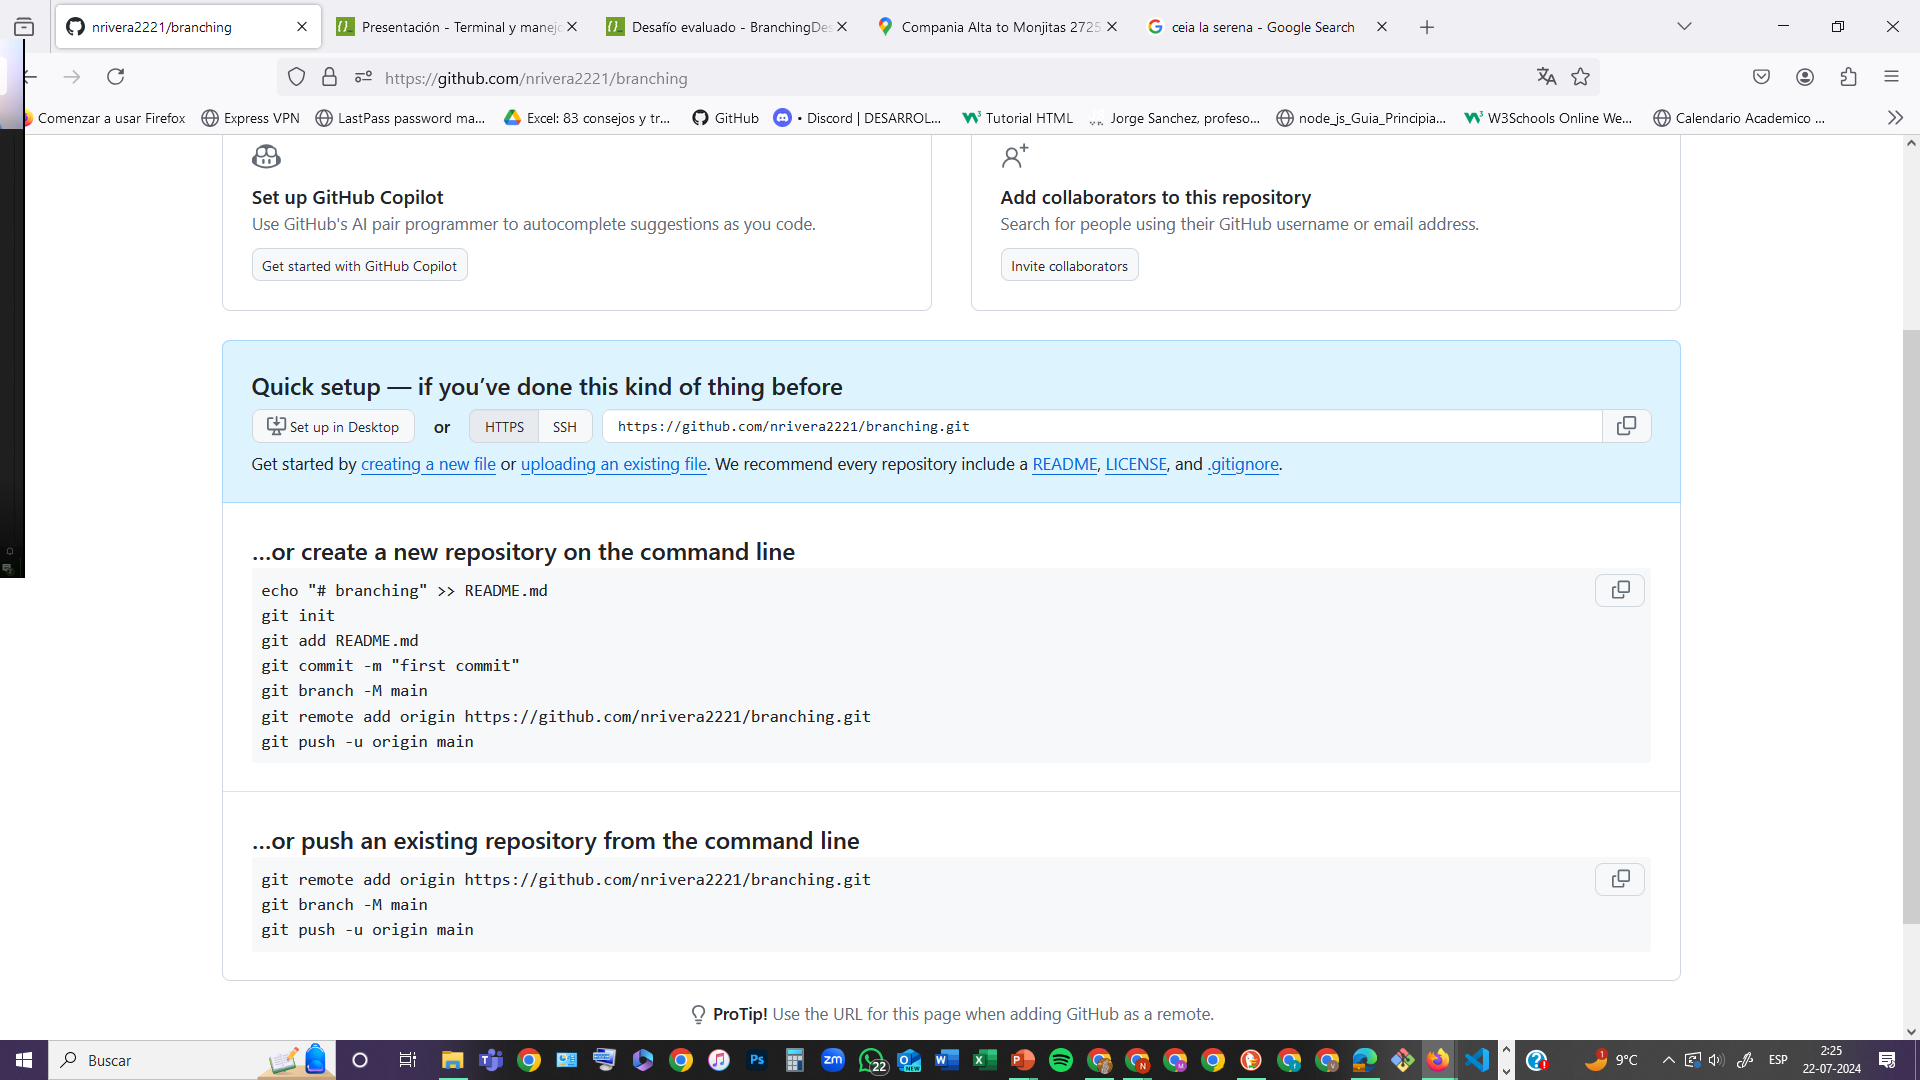 nrivera2221/branching
Presentación - Terminal y manejo
Desafío evaluado - BranchingDes
Compania Alta to Monjitas 2725
ceia la serena - Google Search
https://github.com/nrivera2221/branching
Comenzar a usar Firefox
Express VPN
LastPass password ma...
Excel: 83 consejos y tr...
GitHub
• Discord | DESARROL...
Tutorial HTML
Jorge Sanchez, profeso...
node_js_Guia_Principia...
W3Schools Online We...
Calendario Academico ...
Set up GitHub Copilot
Use GitHub's AI pair programmer to autocomplete suggestions as you code.
Get started with GitHub Copilot
Add collaborators to this repository
Search for people using their GitHub username or email address.
Invite collaborators
Quick setup — if you’ve done this kind of thing before
Set up in Desktop or HTTPS SSH https://github.com/nrivera2221/branching.git
Get started by creating a new file or uploading an existing file. We recommend every repository include a README, LICENSE, and .gitignore.
…or create a new repository on the command line
echo "# branching" >> README.md
git init
git add README.md
git commit -m "first commit"
git branch -M main
git remote add origin https://github.com/nrivera2221/branching.git
git push -u origin main
…or push an existing repository from the command line
git remote add origin https://github.com/nrivera2221/branching.git
git branch -M main
git push -u origin main
ProTip! Use the URL for this page when adding GitHub as a remote.
Buscar
22
9°C
ESP
2:25
22-07-2024